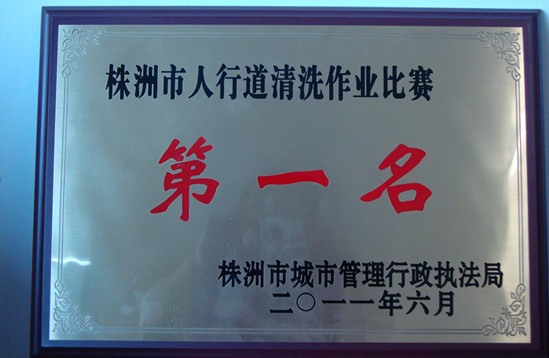 株洲市人行道清洗作业比赛
第一名
株洲市城市管理行政执法局
二〇一一年六月